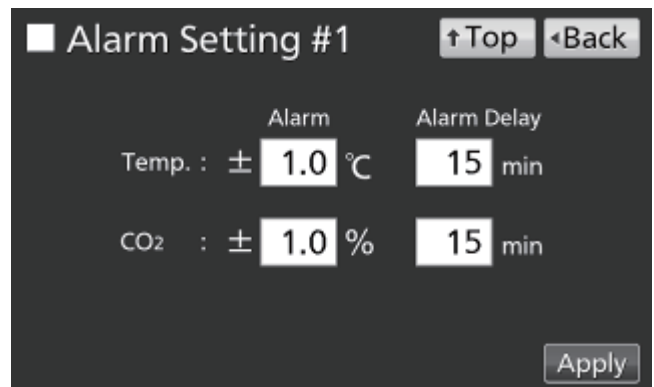 ■ Alarm Setting #1 ↑Top ◂Back
Alarm Alarm Delay
Temp. : ± 1.0 ℃ 15 min
CO2 : ± 1.0 % 15 min
Apply